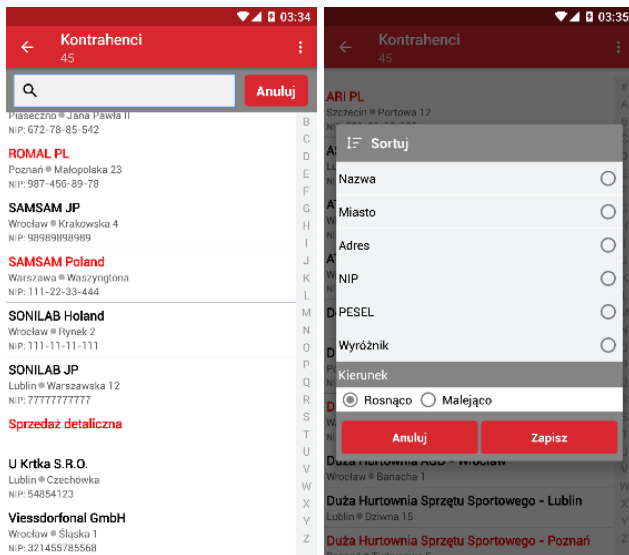 03:34
Kontrahenci
45
Anuluj
Piaseczno Jana Pawła II
NIP: 672-78-85-542
ROMAL PL
Poznań Małopolska 23
NIP: 987-456-89-78
SAMSAM JP
Wrocław Krakowska 4
NIP: 98989898989
SAMSAM Poland
Warszawa Waszyngtona
NIP: 111-22-33-444
SONILAB Holand
Wrocław Rynek 2
NIP: 111-11-11-111
SONILAB JP
Lublin Warszawska 12
NIP: 77777777777
Sprzedaż detaliczna
U Krtka S.R.O.
Lublin Czechówka
NIP: 54854123
Viessdorfonal GmbH
Wrocław Śląska 1
NIP: 321455785568
B
C
D
E
F
G
H
I
J
K
L
M
N
O
P
Q
R
S
T
U
V
W
X
Y
Z
03:35
Kontrahenci
45
ARI PL
Szczecin Portowa 12
#
A
Sortuj
Nazwa
Miasto
Adres
NIP
PESEL
Wyróżnik
Kierunek
Rosnąco Malejąco
Anuluj Zapisz
Duża Hurtownia AGD - Wrocław
Wrocław Banacha 1
Duża Hurtownia Sprzętu Sportowego - Lublin
Lublin Dziwna 15
Duża Hurtownia Sprzętu Sportowego - Poznań
U
V
W
X
Y
Z